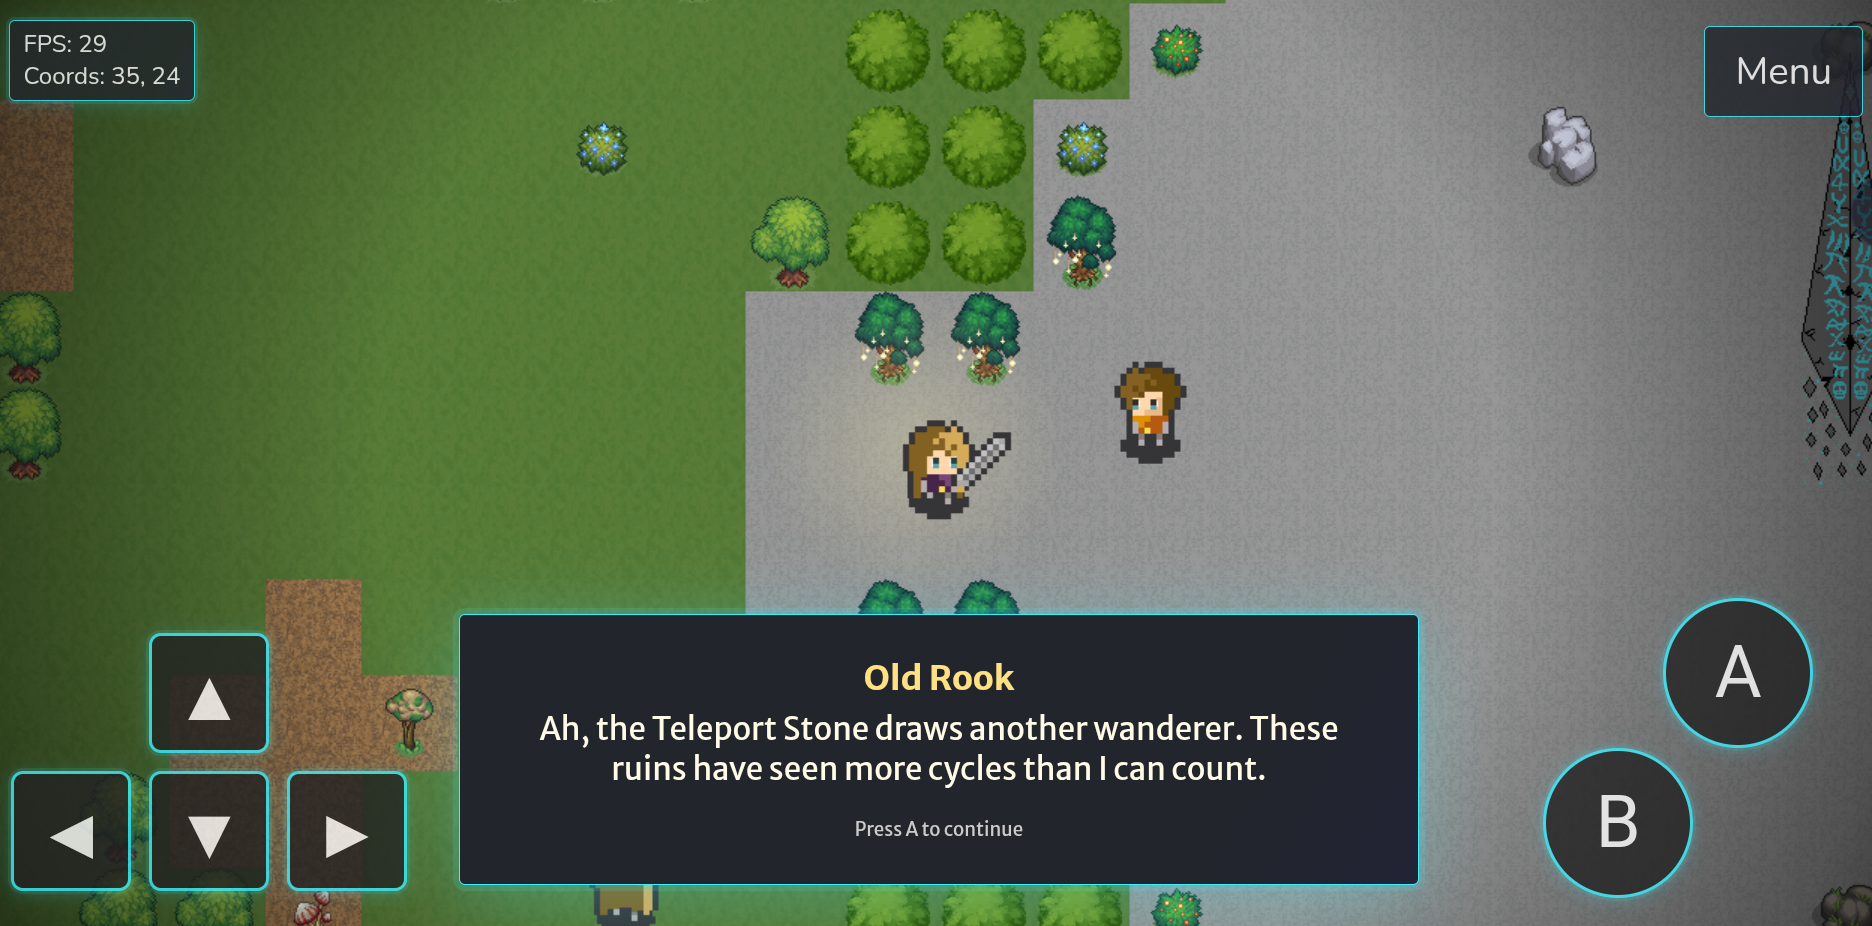 FPS: 29
Coords: 35, 24
Menu
Old Rook
Ah, the Teleport Stone draws another wanderer. These
ruins have seen more cycles than I can count.
Press A to continue
A
B